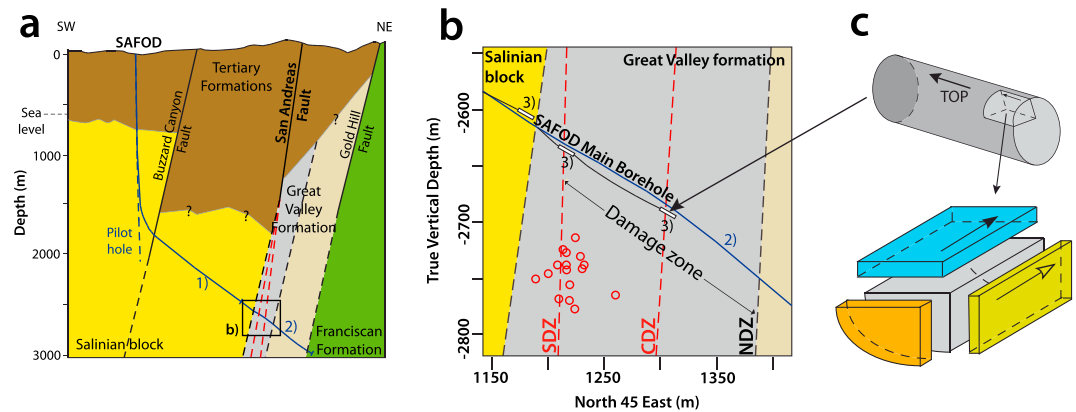 a
SW
NE
SAFOD
0
Sea
level
1000
2000
3000
Depth (m)
Tertiary
Formations
San Andreas
Fault
Buzzard Canyon
Fault
Gold Hill
Fault
?
?
?
Great
Valley
Formation
Pilot
hole
1)
2)
b)
Salinian block
Franciscan
Formation
b
Salinian
block
Great Valley formation
True Vertical Depth (m)
-2600
-2700
-2800
3)
SAFOD Main Borehole
3)
3)
2)
Damage zone
SDZ
CDZ
NDZ
1150
1250
1350
North 45 East (m)
c
TOP